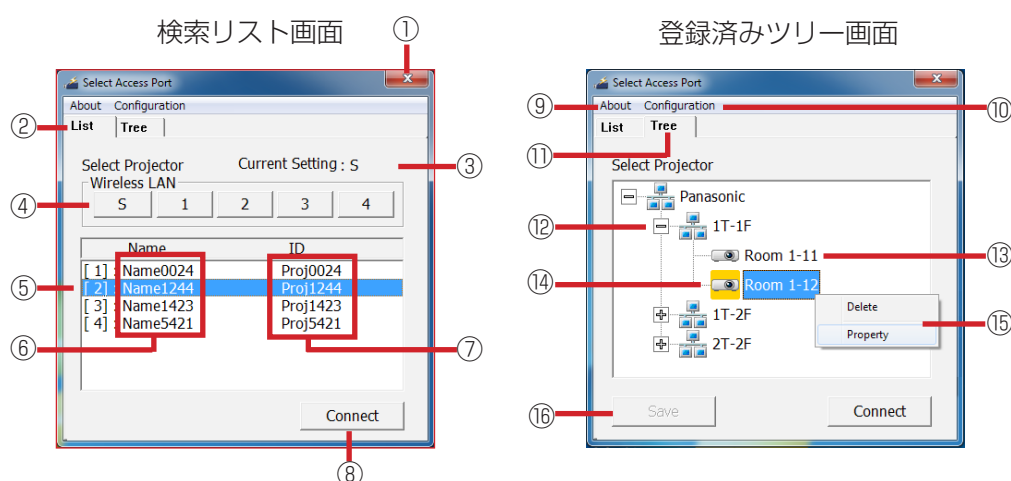 検索リスト画面
①
Select Access Port
About Configuration
②
List Tree
Select Projector Current Setting : S
③
Wireless LAN
④
S 1 2 3 4
Name ID
[ 1] : Name0024 Proj0024
⑤
[ 2] : Name1244 Proj1244
[ 3] : Name1423 Proj1423
[ 4] : Name5421 Proj5421
⑥
⑦
Connect
⑧
登録済みツリー画面
Select Access Port
⑨
About Configuration
⑩
List Tree
⑪
Select Projector
Panasonic
⑫
1T-1F
Room 1-11
⑬
⑭
Room 1-12
Delete
⑮
1T-2F
Property
2T-2F
⑯
Save Connect